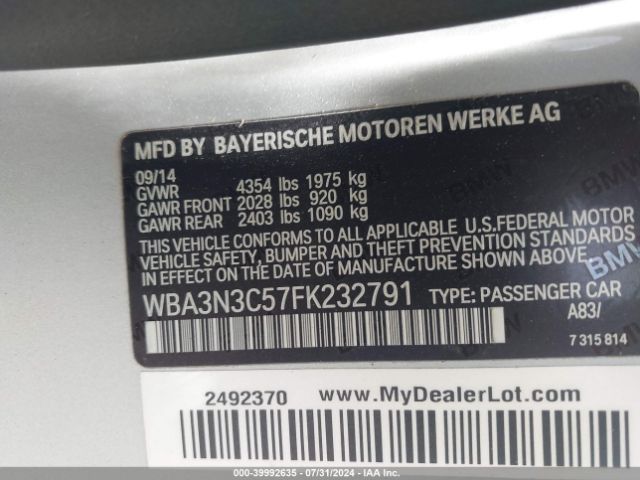 MFD BY BAYERISCHE MOTOREN WERKE AG
09/14
GVWR 4354 lbs 1975 kg
GAWR FRONT 2028 lbs 920 kg
GAWR REAR 2403 lbs 1090 kg
THIS VEHICLE CONFORMS TO ALL APPLICABLE U.S.FEDERAL MOTOR
VEHICLE SAFETY, BUMPER AND THEFT PREVENTION STANDARDS
IN EFFECT ON THE DATE OF MANUFACTURE SHOWN ABOVE.
WBA3N3C57FK232791 TYPE: PASSENGER CAR
A83/
7 315 814
BMW
BMW
BMW
2492370 www.MyDealerLot.com
000-39992635 - 07/31/2024 - IAA Inc.